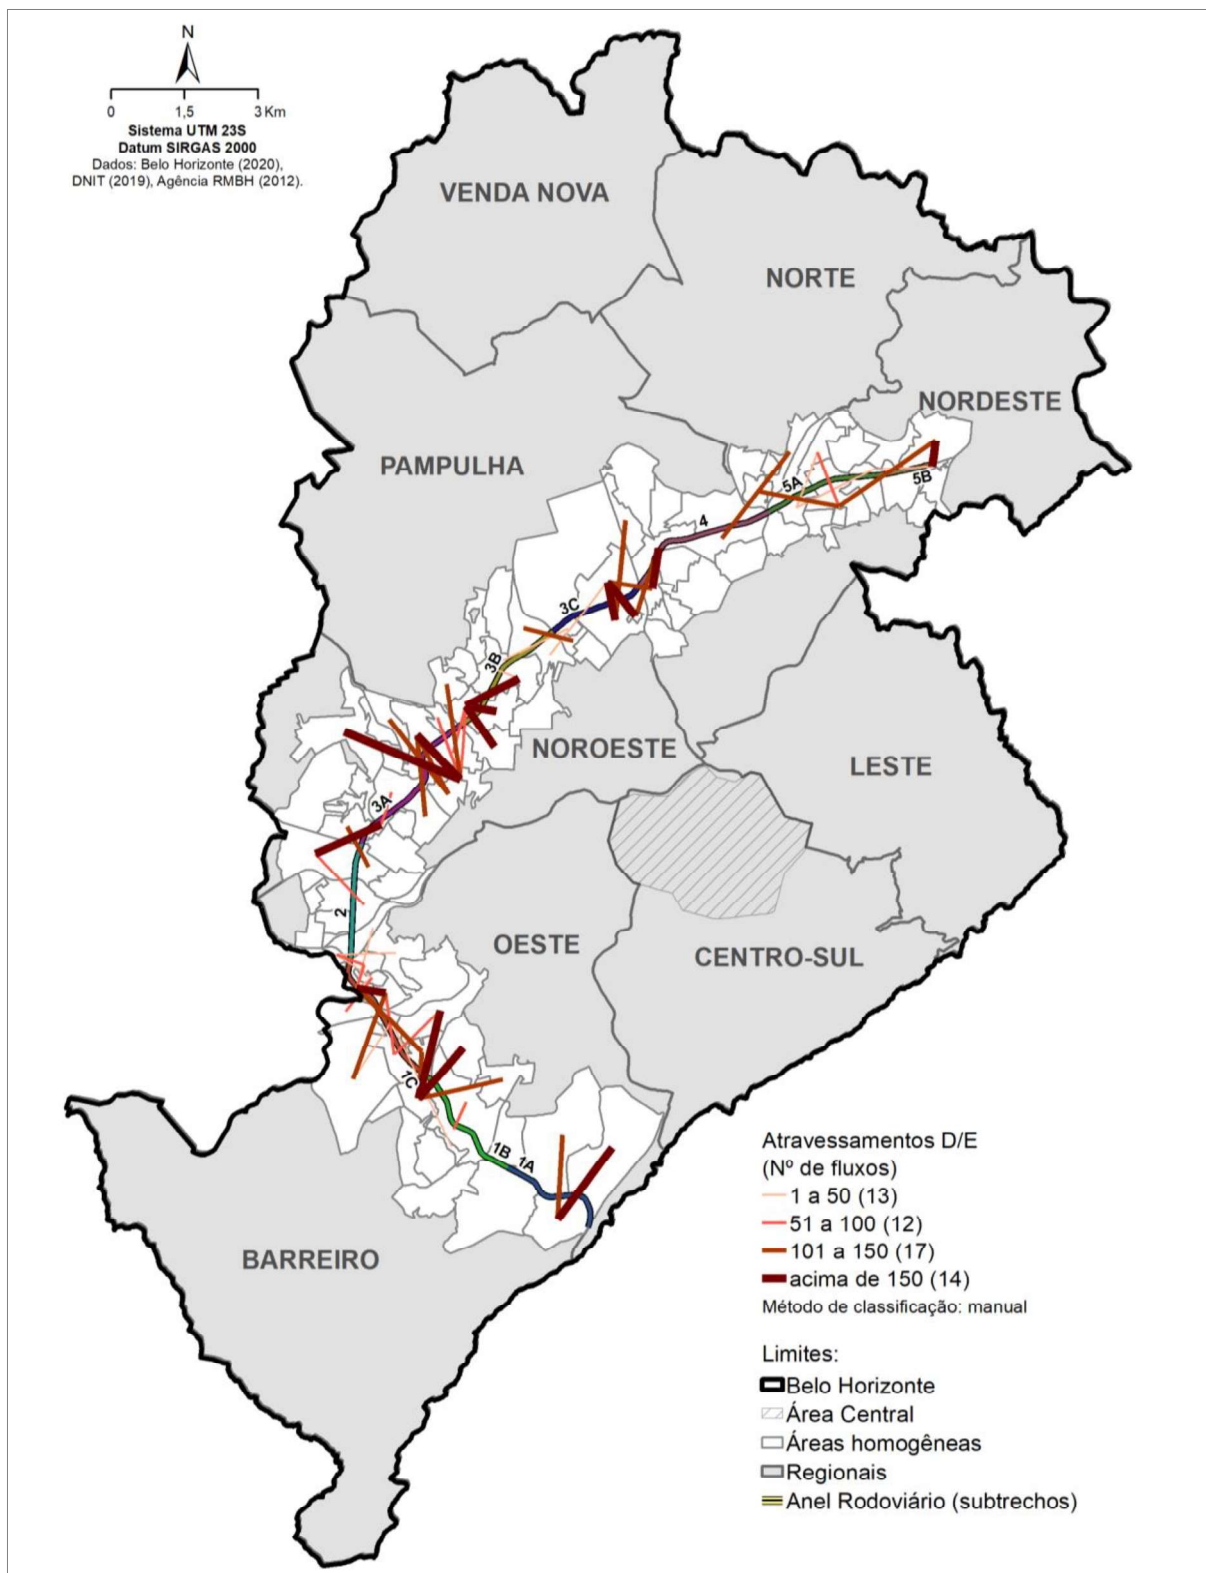 N
0 1,5 3 Km
Sistema UTM 23S
Datum SIRGAS 2000
Dados: Belo Horizonte (2020),
DNIT (2019), Agência RMBH (2012).
VENDA NOVA
NORTE
NORDESTE
PAMPULHA
5A
5B
4
3C
3B
NOROESTE
LESTE
3A
2
OESTE
CENTRO-SUL
1C
1B
1A
BARREIRO
Atravessamentos D/E
(Nº de fluxos)
1 a 50 (13)
51 a 100 (12)
101 a 150 (17)
acima de 150 (14)
Método de classificação: manual
Limites:
Belo Horizonte
Área Central
Áreas homogêneas
Regionais
Anel Rodoviário (subtrechos)